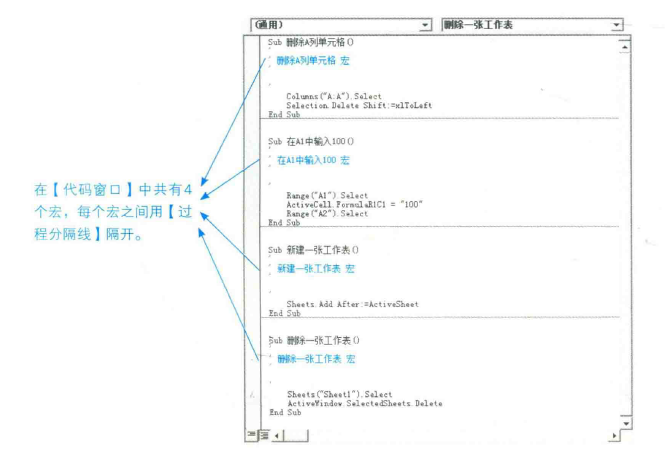 (通用)
删除一张工作表
Sub 删除A列单元格()
' 删除A列单元格 宏
'
Columns("A:A").Select
Selection.Delete Shift:=xlToLeft
End Sub
Sub 在A1中输入100()
' 在A1中输入100 宏
'
Range("A1").Select
ActiveCell.FormulaR1C1 = "100"
Range("A2").Select
End Sub
在【代码窗口】中共有4
个宏,每个宏之间用【过
程分隔线】隔开。
Sub 新建一张工作表()
' 新建一张工作表 宏
'
Sheets.Add After:=ActiveSheet
End Sub
Sub 删除一张工作表()
' 删除一张工作表 宏
'
Sheets("Sheet1").Select
ActiveWindow.SelectedSheets.Delete
End Sub